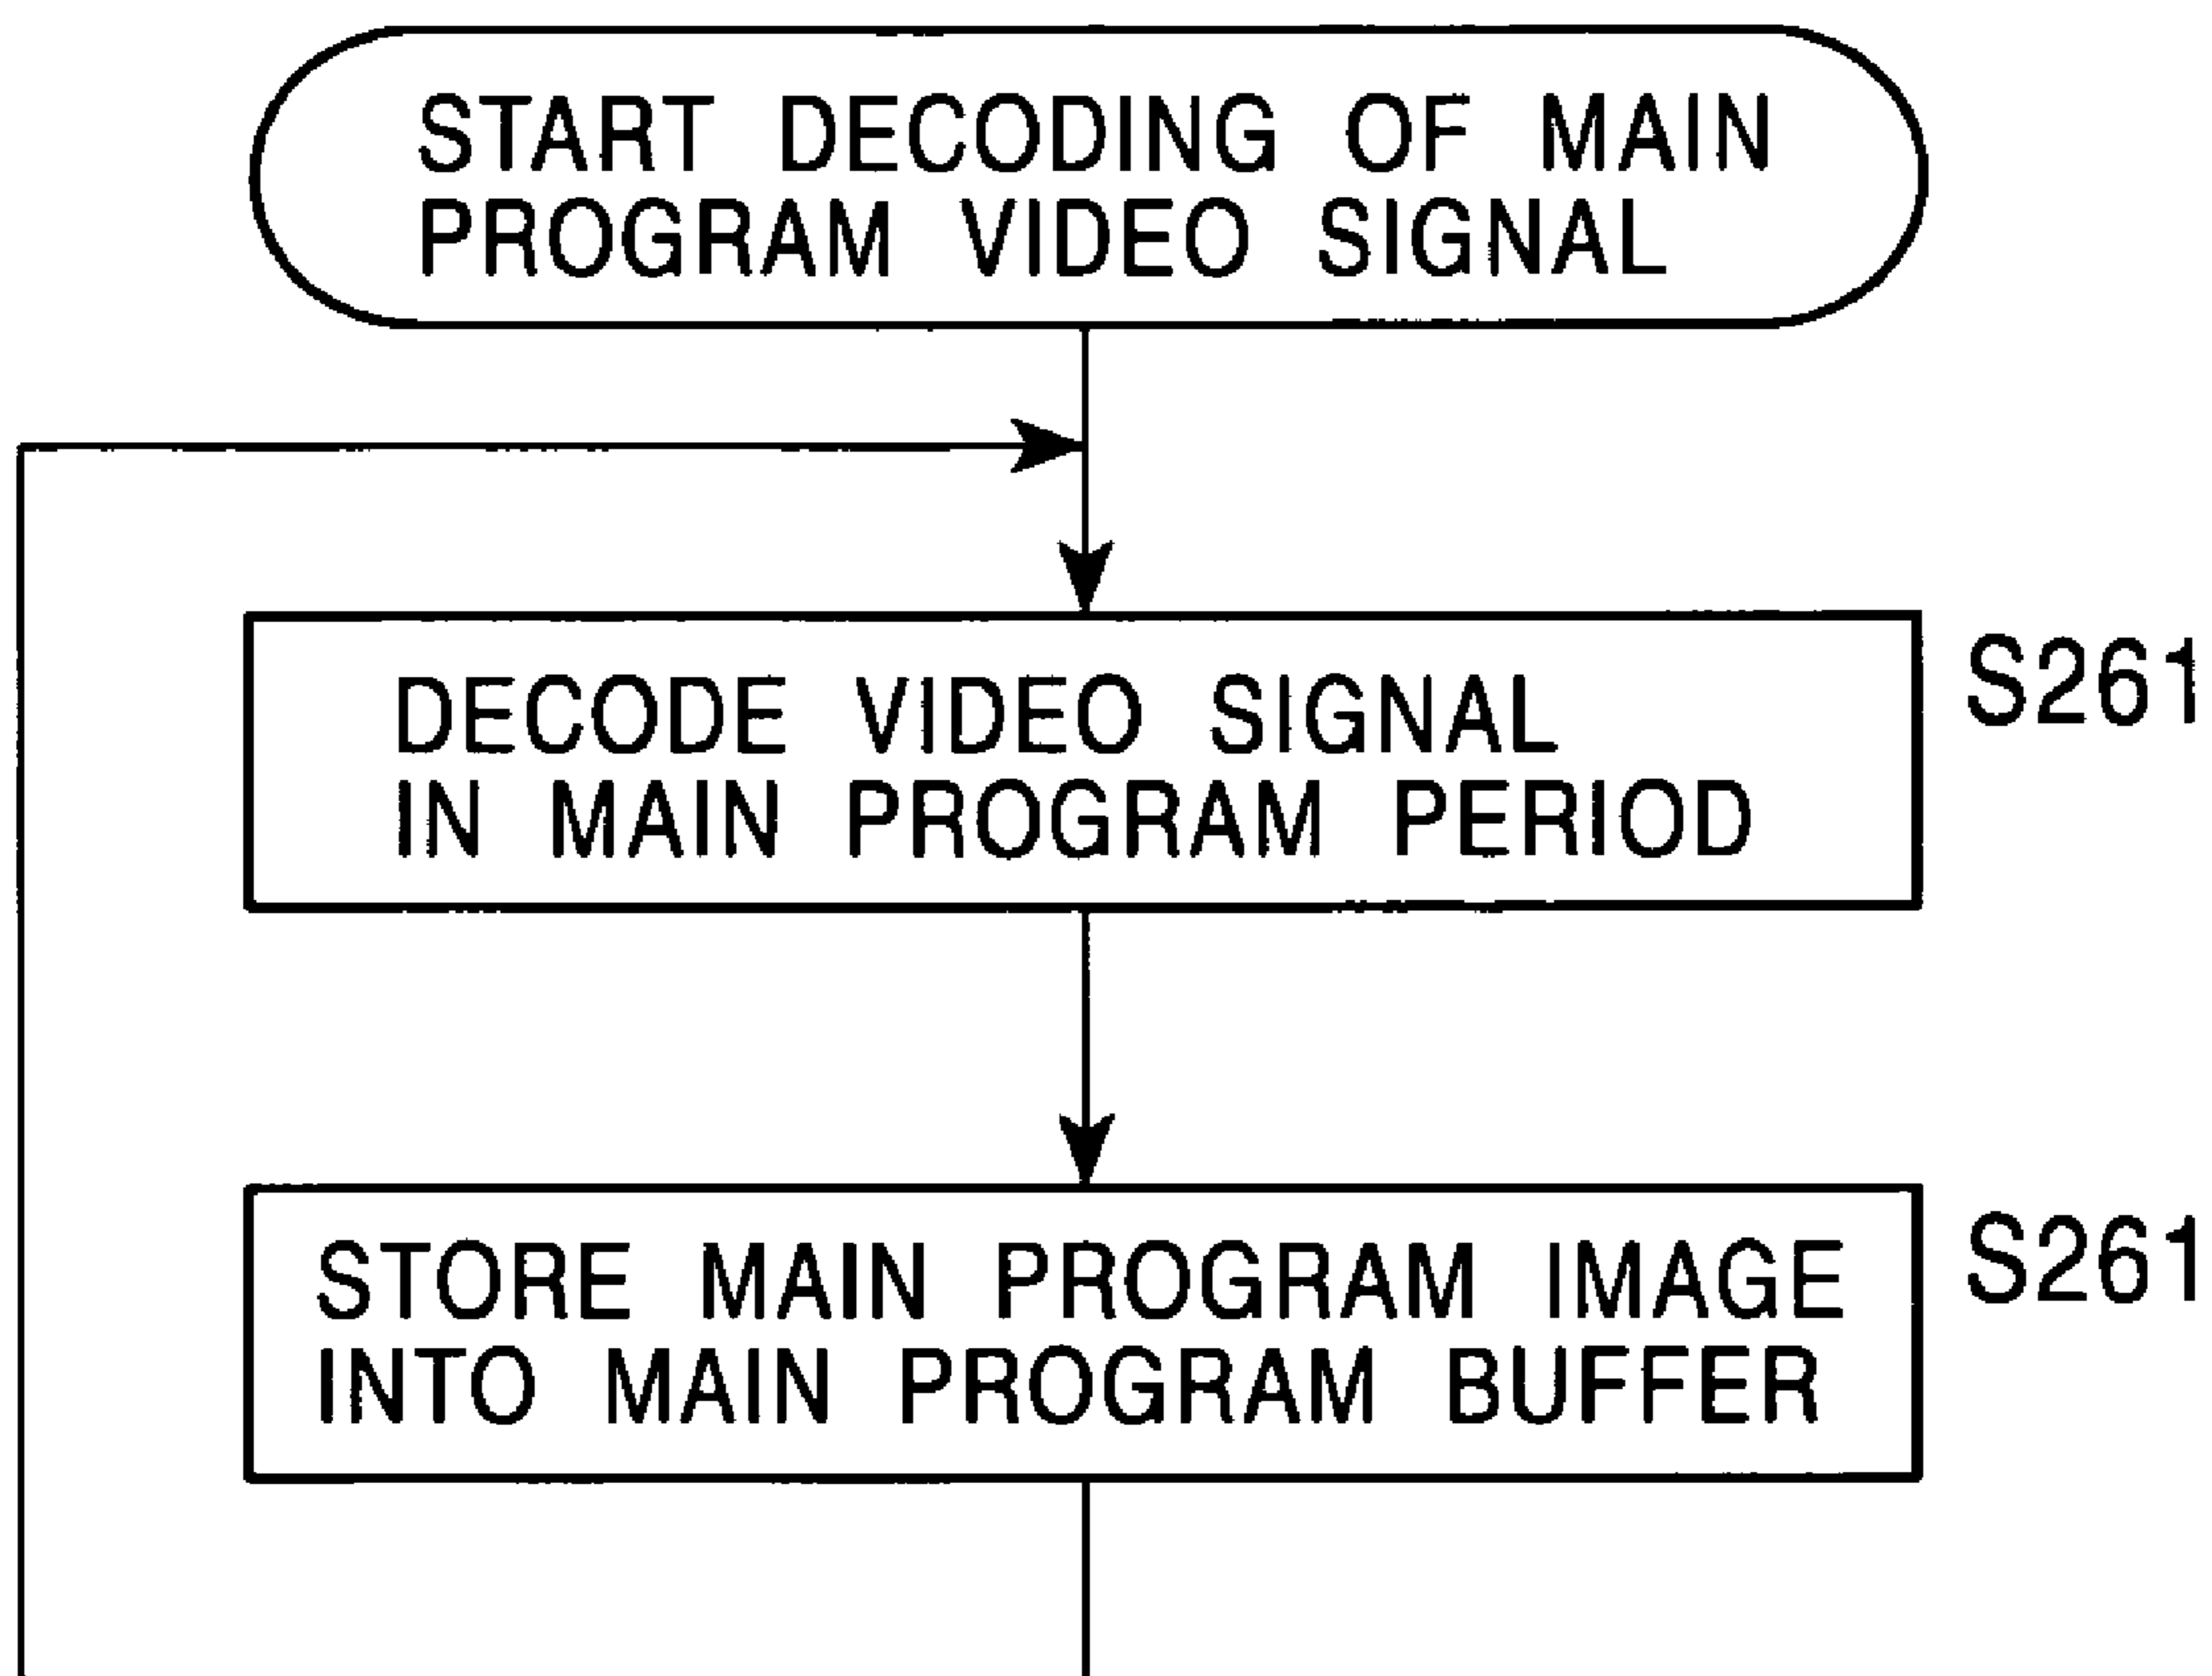 START DECODING OF MAIN
PROGRAM VIDEO SIGNAL
DECODE VIDEO SIGNAL
IN MAIN PROGRAM PERIOD
S261
STORE MAIN PROGRAM IMAGE
INTO MAIN PROGRAM BUFFER
S261